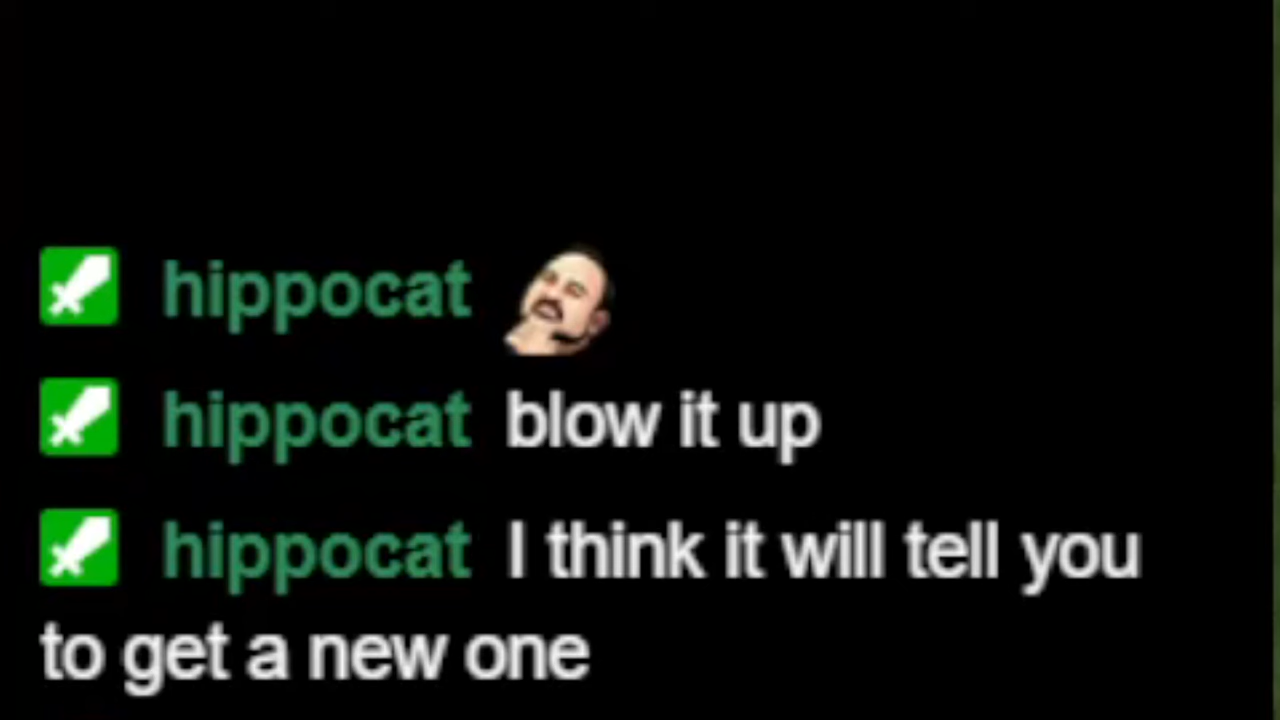 hippocat
hippocat blow it up
hippocat I think it will tell you
to get a new one